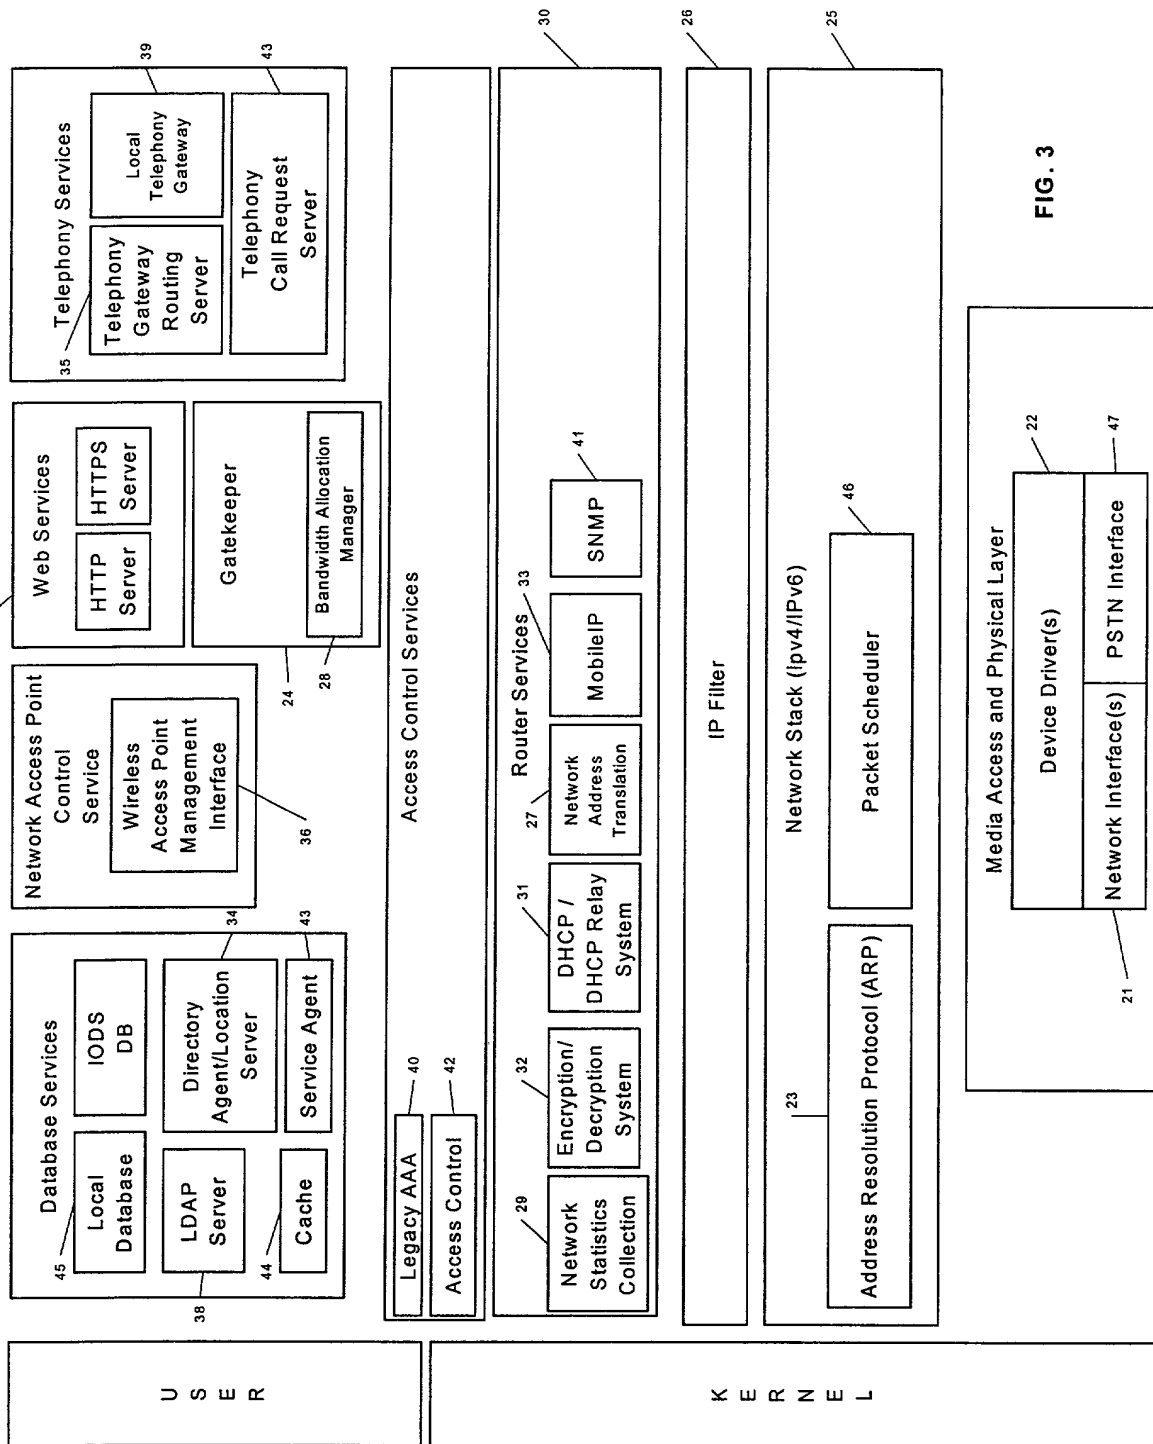 USER
KERNEL
Database Services
45
Local
Database
IODS
DB
38
LDAP
Server
Directory
Agent/Location
Server
34
44
Cache
Service Agent
43
Network Access Point
Control
Service
Wireless
Access Point
Management
Interface
36
Web Services
HTTP
Server
HTTPS
Server
24
Gatekeeper
28
Bandwidth Allocation
Manager
Telephony Services
35
Telephony
Gateway
Routing
Server
Local
Telephony
Gateway
39
Telephony
Call Request
Server
43
Access Control Services
Legacy AAA
40
Access Control
42
Router Services
30
29
Network
Statistics
Collection
32
Encryption/
Decryption
System
31
DHCP /
DHCP Relay
System
27
Network
Address
Translation
33
MobileIP
41
SNMP
IP Filter
26
Network Stack (Ipv4/IPv6)
25
23
Address Resolution Protocol (ARP)
46
Packet Scheduler
Media Access and Physical Layer
Device Driver(s)
22
Network Interface(s)
21
PSTN Interface
47
FIG. 3